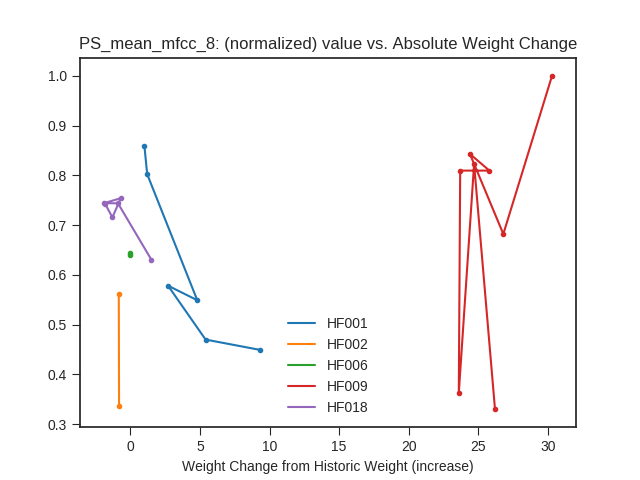 PS_mean_mfcc_8: (normalized) value vs. Absolute Weight Change
1.0
0.9
0.8
0.7
0.6
0.5
0.4
0.3
HF001
HF002
HF006
HF009
HF018
0 5 10 15 20 25 30
Weight Change from Historic Weight (increase)